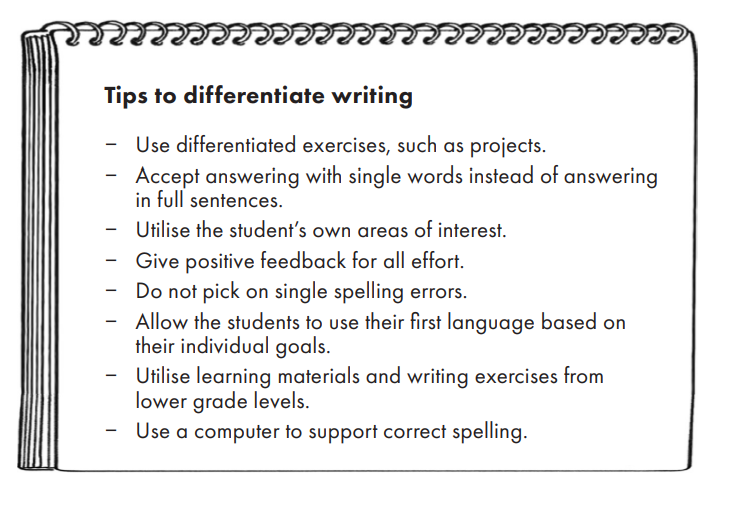 Tips to differentiate writing
– Use differentiated exercises, such as projects.
– Accept answering with single words instead of answering
in full sentences.
– Utilise the student’s own areas of interest.
– Give positive feedback for all effort.
– Do not pick on single spelling errors.
– Allow the students to use their first language based on
their individual goals.
– Utilise learning materials and writing exercises from
lower grade levels.
– Use a computer to support correct spelling.